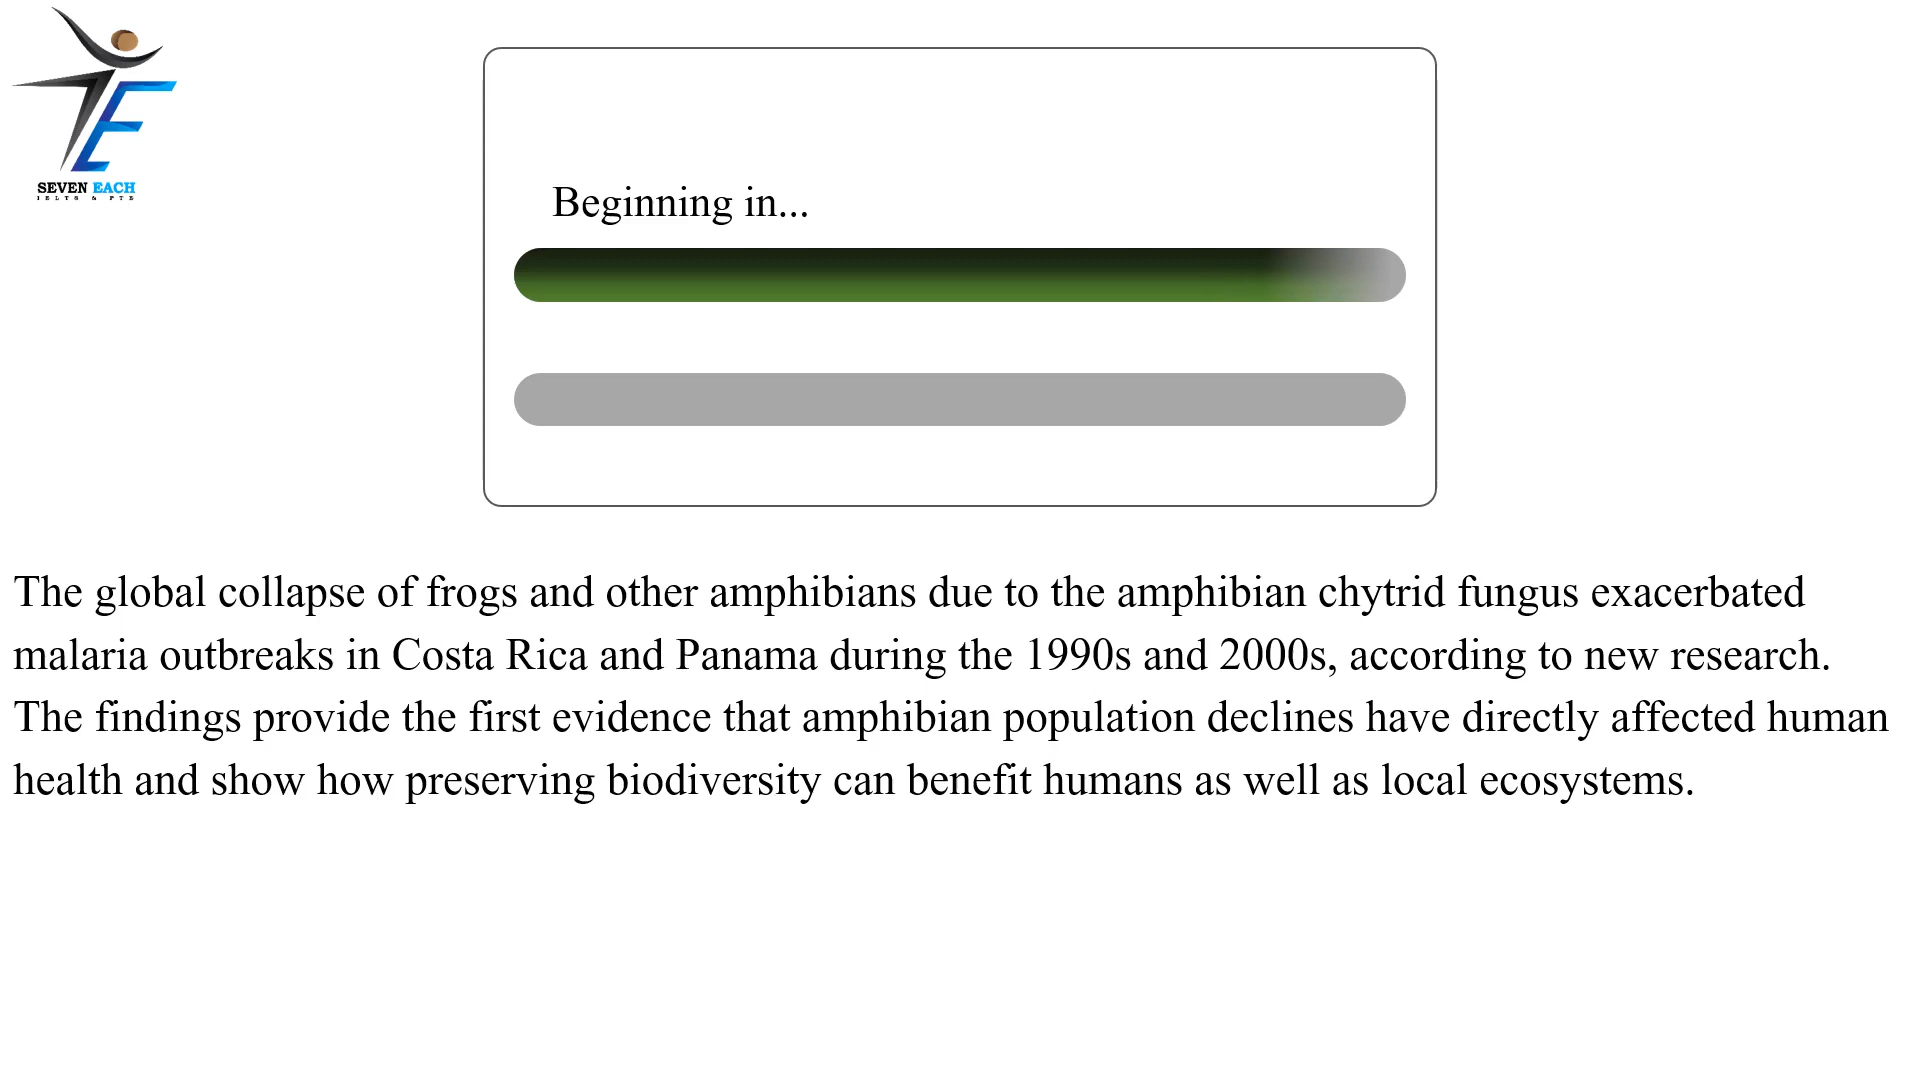 SEVEN EACH
IELTS & PTE
Beginning in...
The global collapse of frogs and other amphibians due to the amphibian chytrid fungus exacerbated
malaria outbreaks in Costa Rica and Panama during the 1990s and 2000s, according to new research.
The findings provide the first evidence that amphibian population declines have directly affected human
health and show how preserving biodiversity can benefit humans as well as local ecosystems.